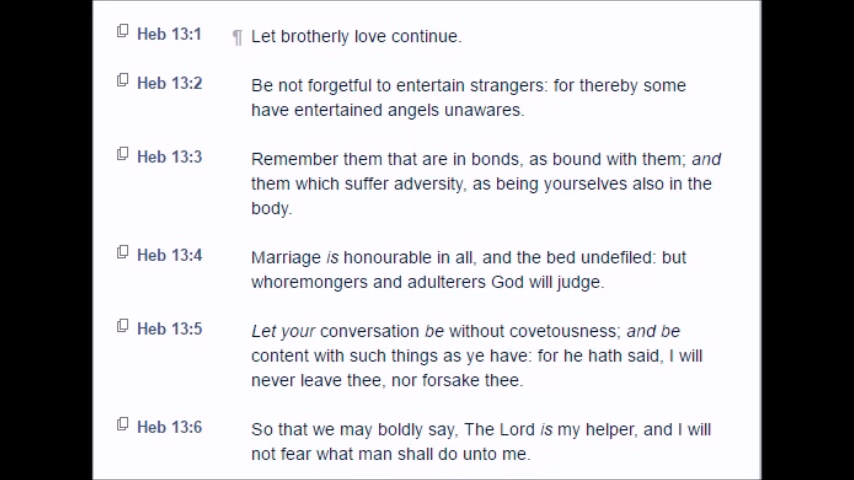 Heb 13:1 ¶ Let brotherly love continue.
Heb 13:2 Be not forgetful to entertain strangers: for thereby some
have entertained angels unawares.
Heb 13:3 Remember them that are in bonds, as bound with them; and
them which suffer adversity, as being yourselves also in the
body.
Heb 13:4 Marriage is honourable in all, and the bed undefiled: but
whoremongers and adulterers God will judge.
Heb 13:5 Let your conversation be without covetousness; and be
content with such things as ye have: for he hath said, I will
never leave thee, nor forsake thee.
Heb 13:6 So that we may boldly say, The Lord is my helper, and I will
not fear what man shall do unto me.